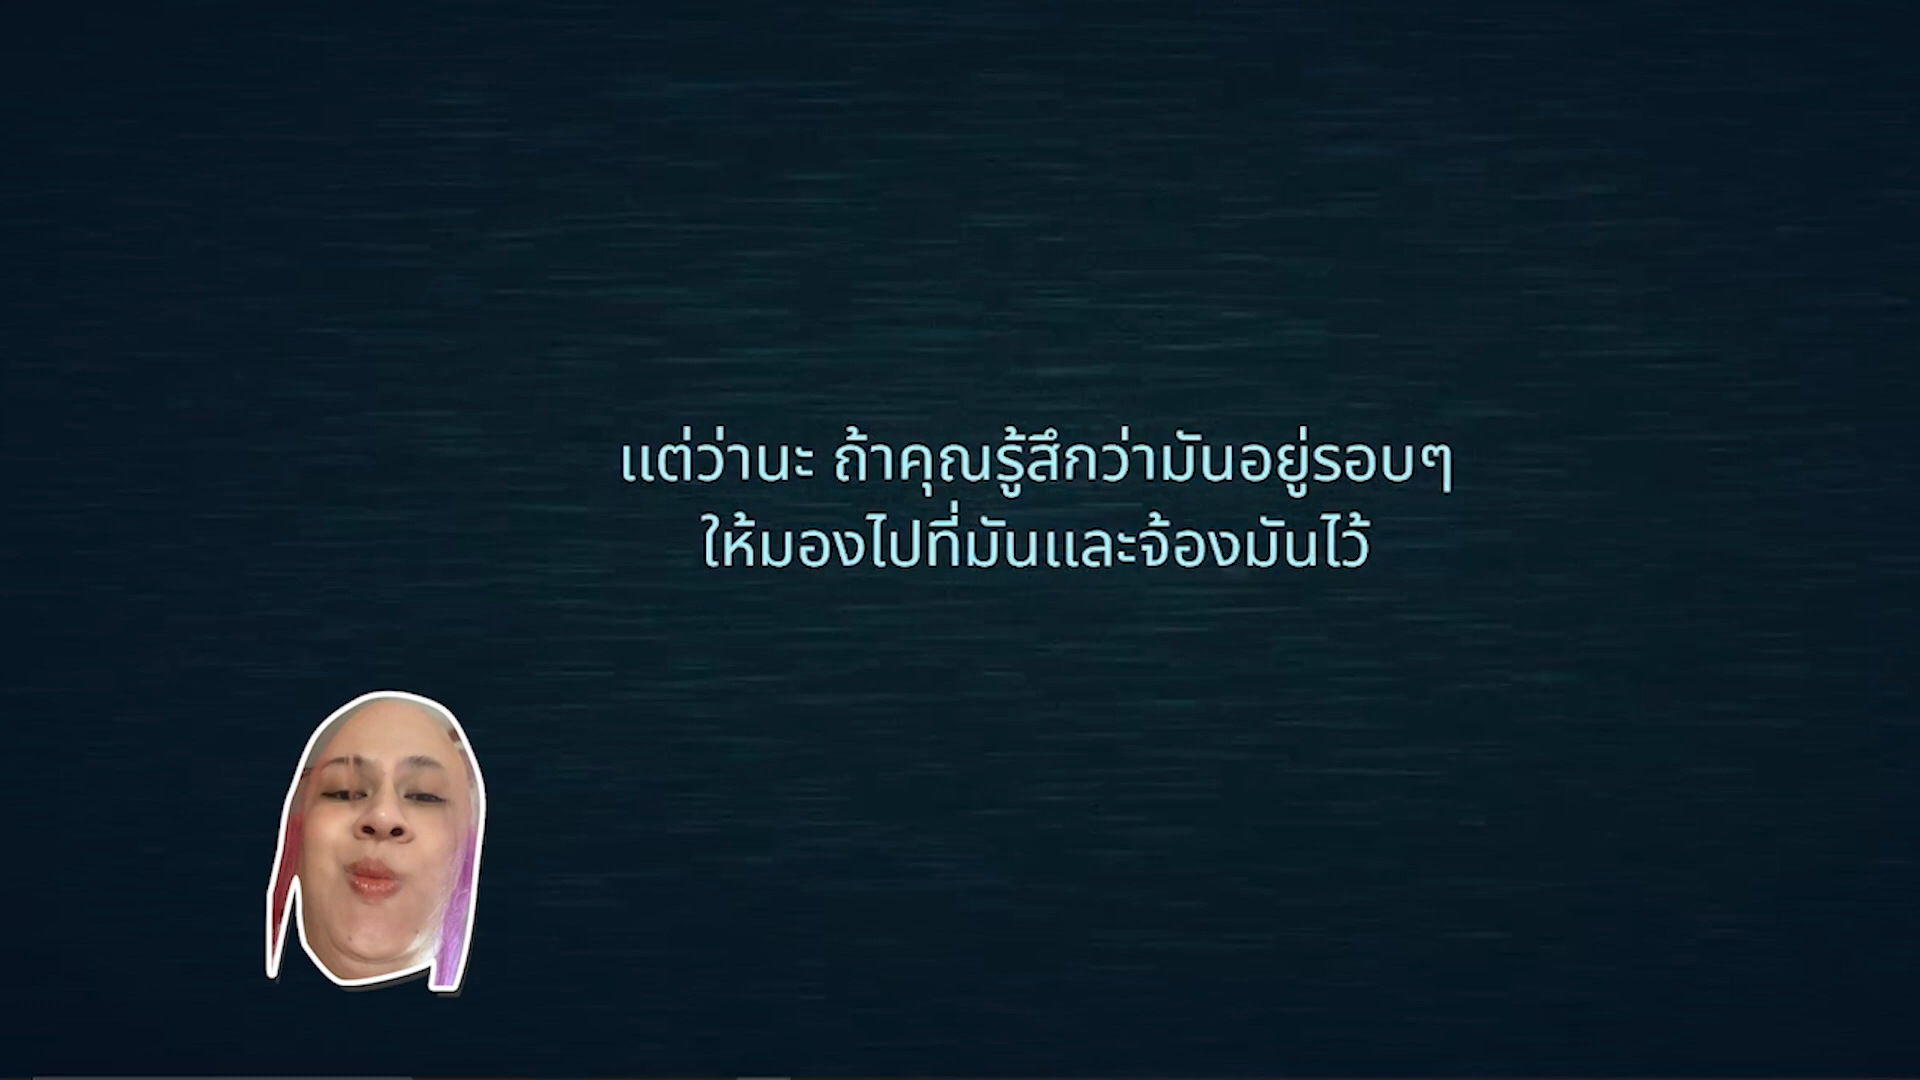 แต่ว่านะ ถ้าคุณรู้สึกว่ามันอยู่รอบๆ
ให้มองไปที่มันและจ้องมันไว้